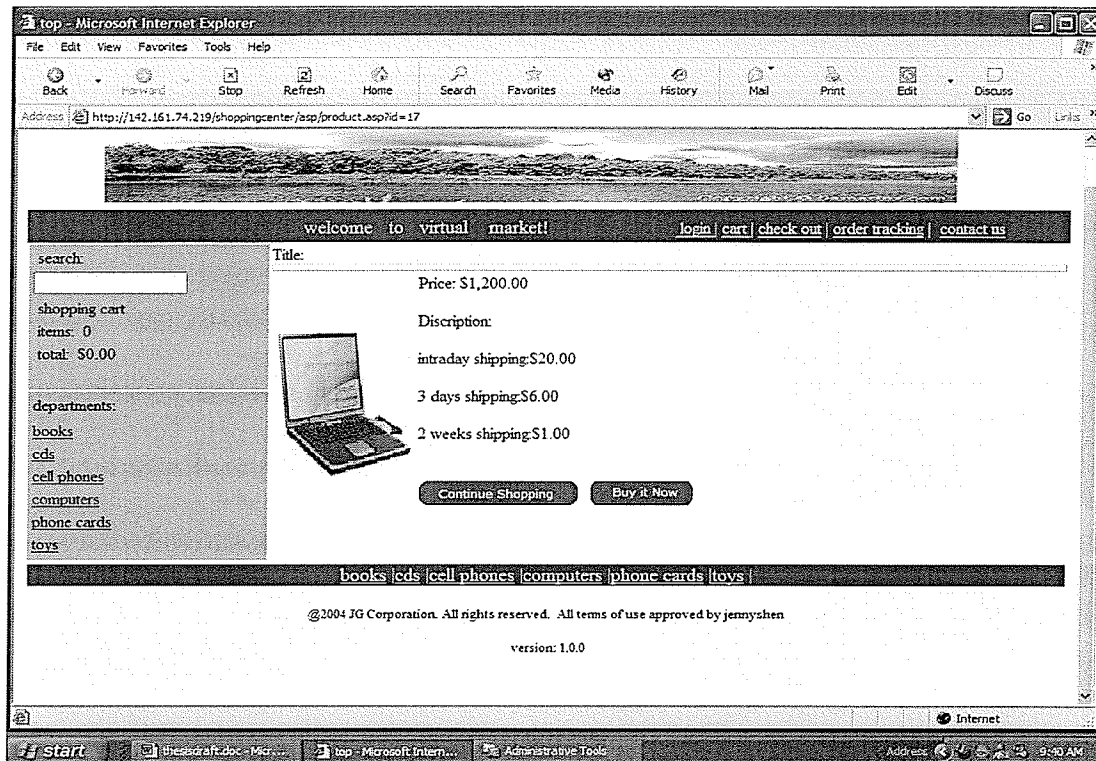 top - Microsoft Internet Explorer
File Edit View Favorites Tools Help
Back Forward Stop Refresh Home Search Favorites Media History Mail Print Edit Discuss
Address http://142.161.74.219/shoppingcenter/asp/product.asp?id=17 Go Links
welcome to virtual market! login | cart | check out | order tracking | contact us
search:
shopping cart
items: 0
total: $0.00
departments:
books
cds
cell phones
computers
phone cards
toys
Title:
Price: $1,200.00
Discription:
intraday shipping:$20.00
3 days shipping:$6.00
2 weeks shipping:$1.00
Continue Shopping Buy it Now
books |cds |cell phones |computers |phone cards |toys |
@2004 JG Corporation. All rights reserved. All terms of use approved by jennyshen
version: 1.0.0
Internet
start thesisdraft.doc - Micr... top - Microsoft Intern... Administrative Tools Address 9:40 AM